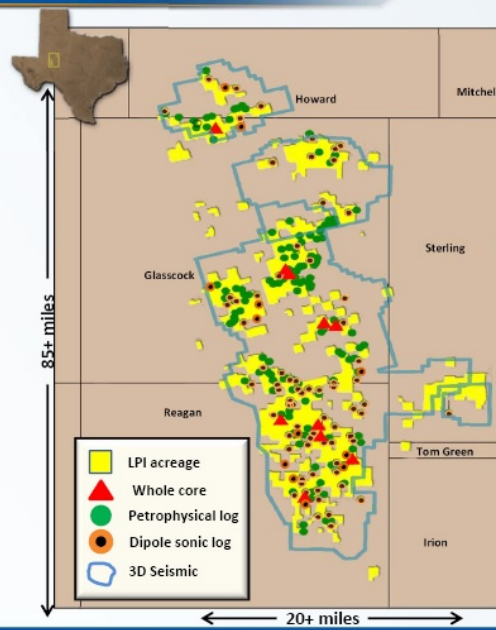 Howard
Mitchel
Sterling
Glasscock
85+ miles
Reagan
Tom Green
Irion
LPI acreage
Whole core
Petrophysical log
Dipole sonic log
3D Seismic
20+ miles